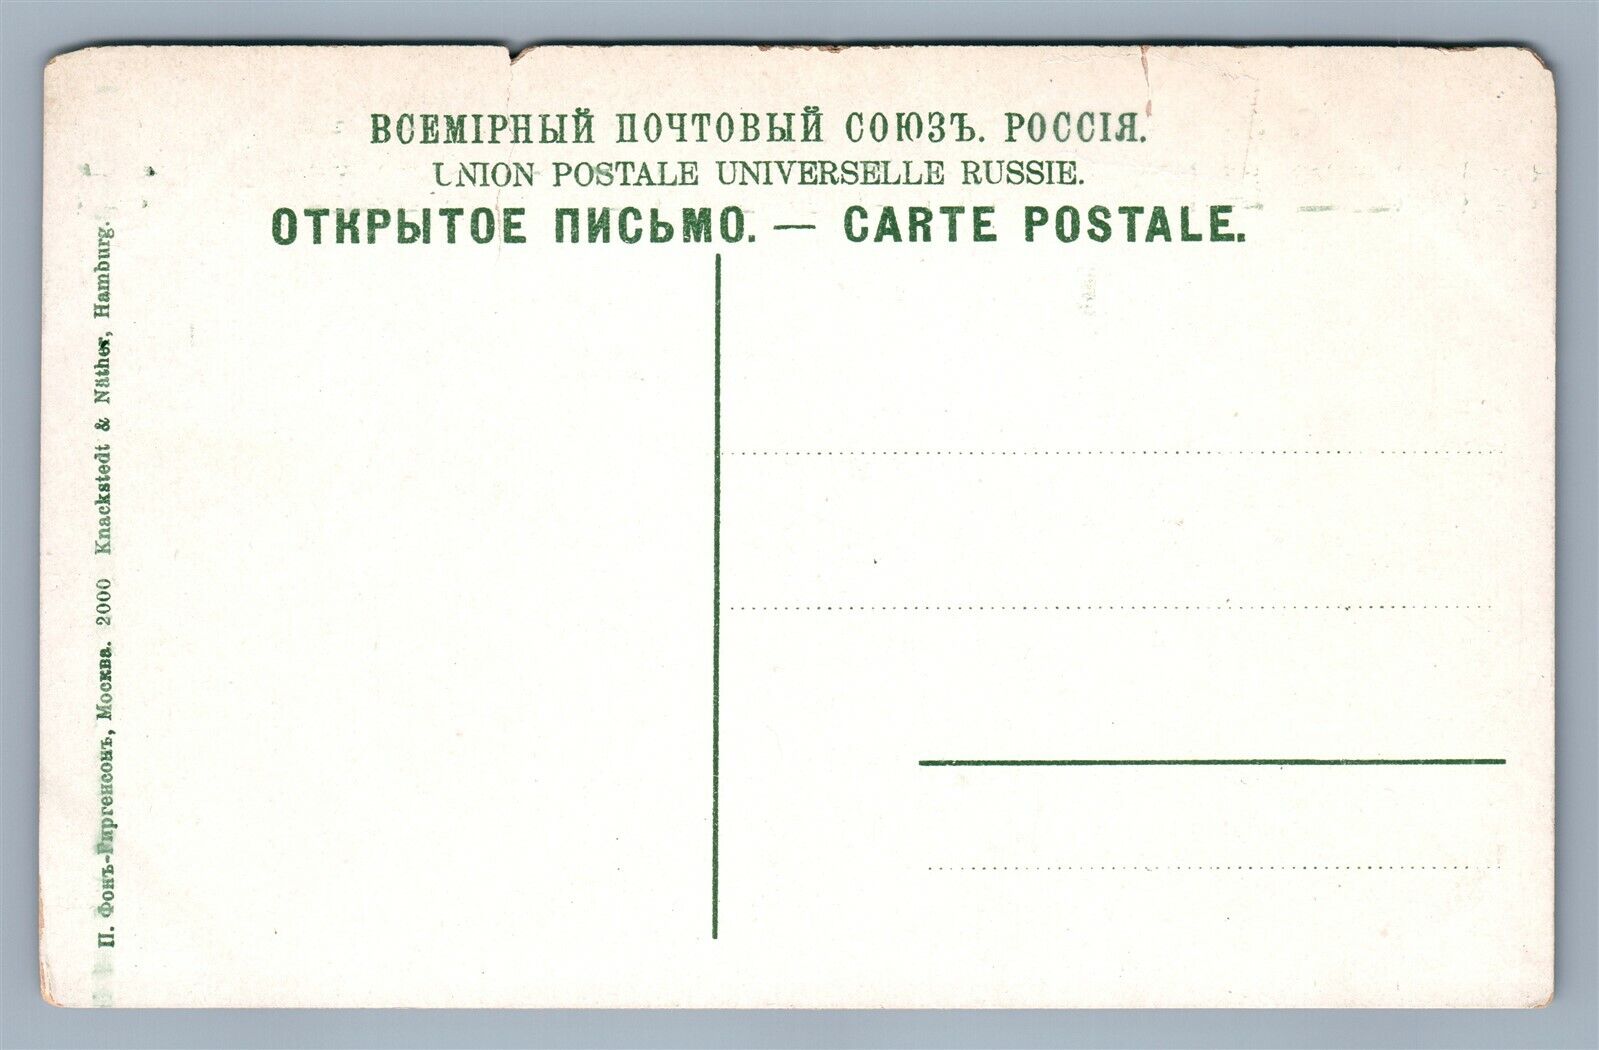 ВСЕМІРНЫЙ ПОЧТОВЫЙ СОЮЗЪ. РОССІЯ.
UNION POSTALE UNIVERSELLE RUSSIE.
ОТКРЫТОЕ ПИСЬМО. — CARTE POSTALE.
П. Фонъ-Гиргенсонъ, Москва. 2000 Knackstedt & Näther, Hamburg.